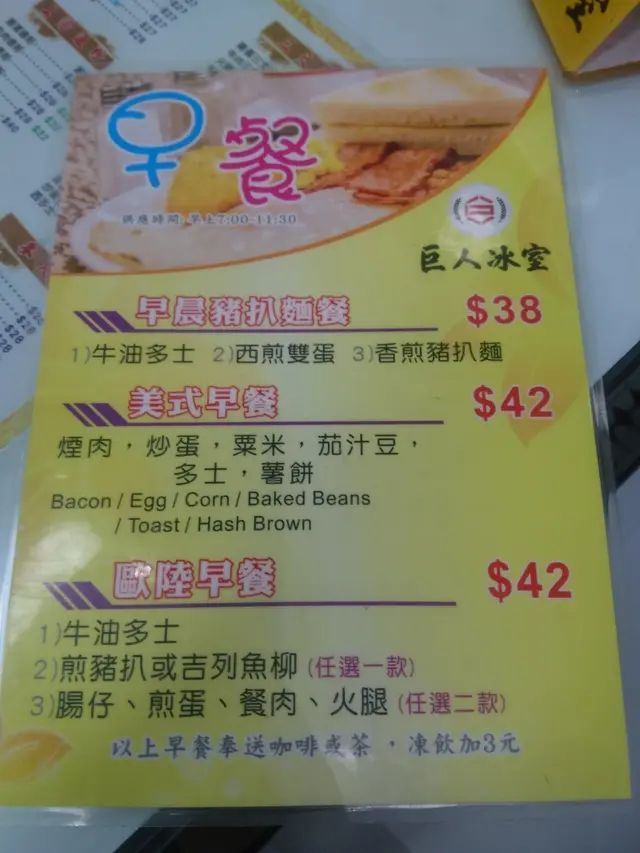 早餐
供應時間: 早上7:00-11:30
巨人冰室
早晨豬扒麵餐 $38
1)牛油多士 2)西煎雙蛋 3)香煎豬扒麵
美式早餐 $42
煙肉，炒蛋，粟米，茄汁豆，
多士，薯餅
Bacon / Egg / Corn / Baked Beans
/ Toast / Hash Brown
歐陸早餐 $42
1)牛油多士
2)煎豬扒或吉列魚柳 (任選一款)
3)腸仔、煎蛋、餐肉、火腿 (任選二款)
以上早餐奉送咖啡或茶，凍飲加3元